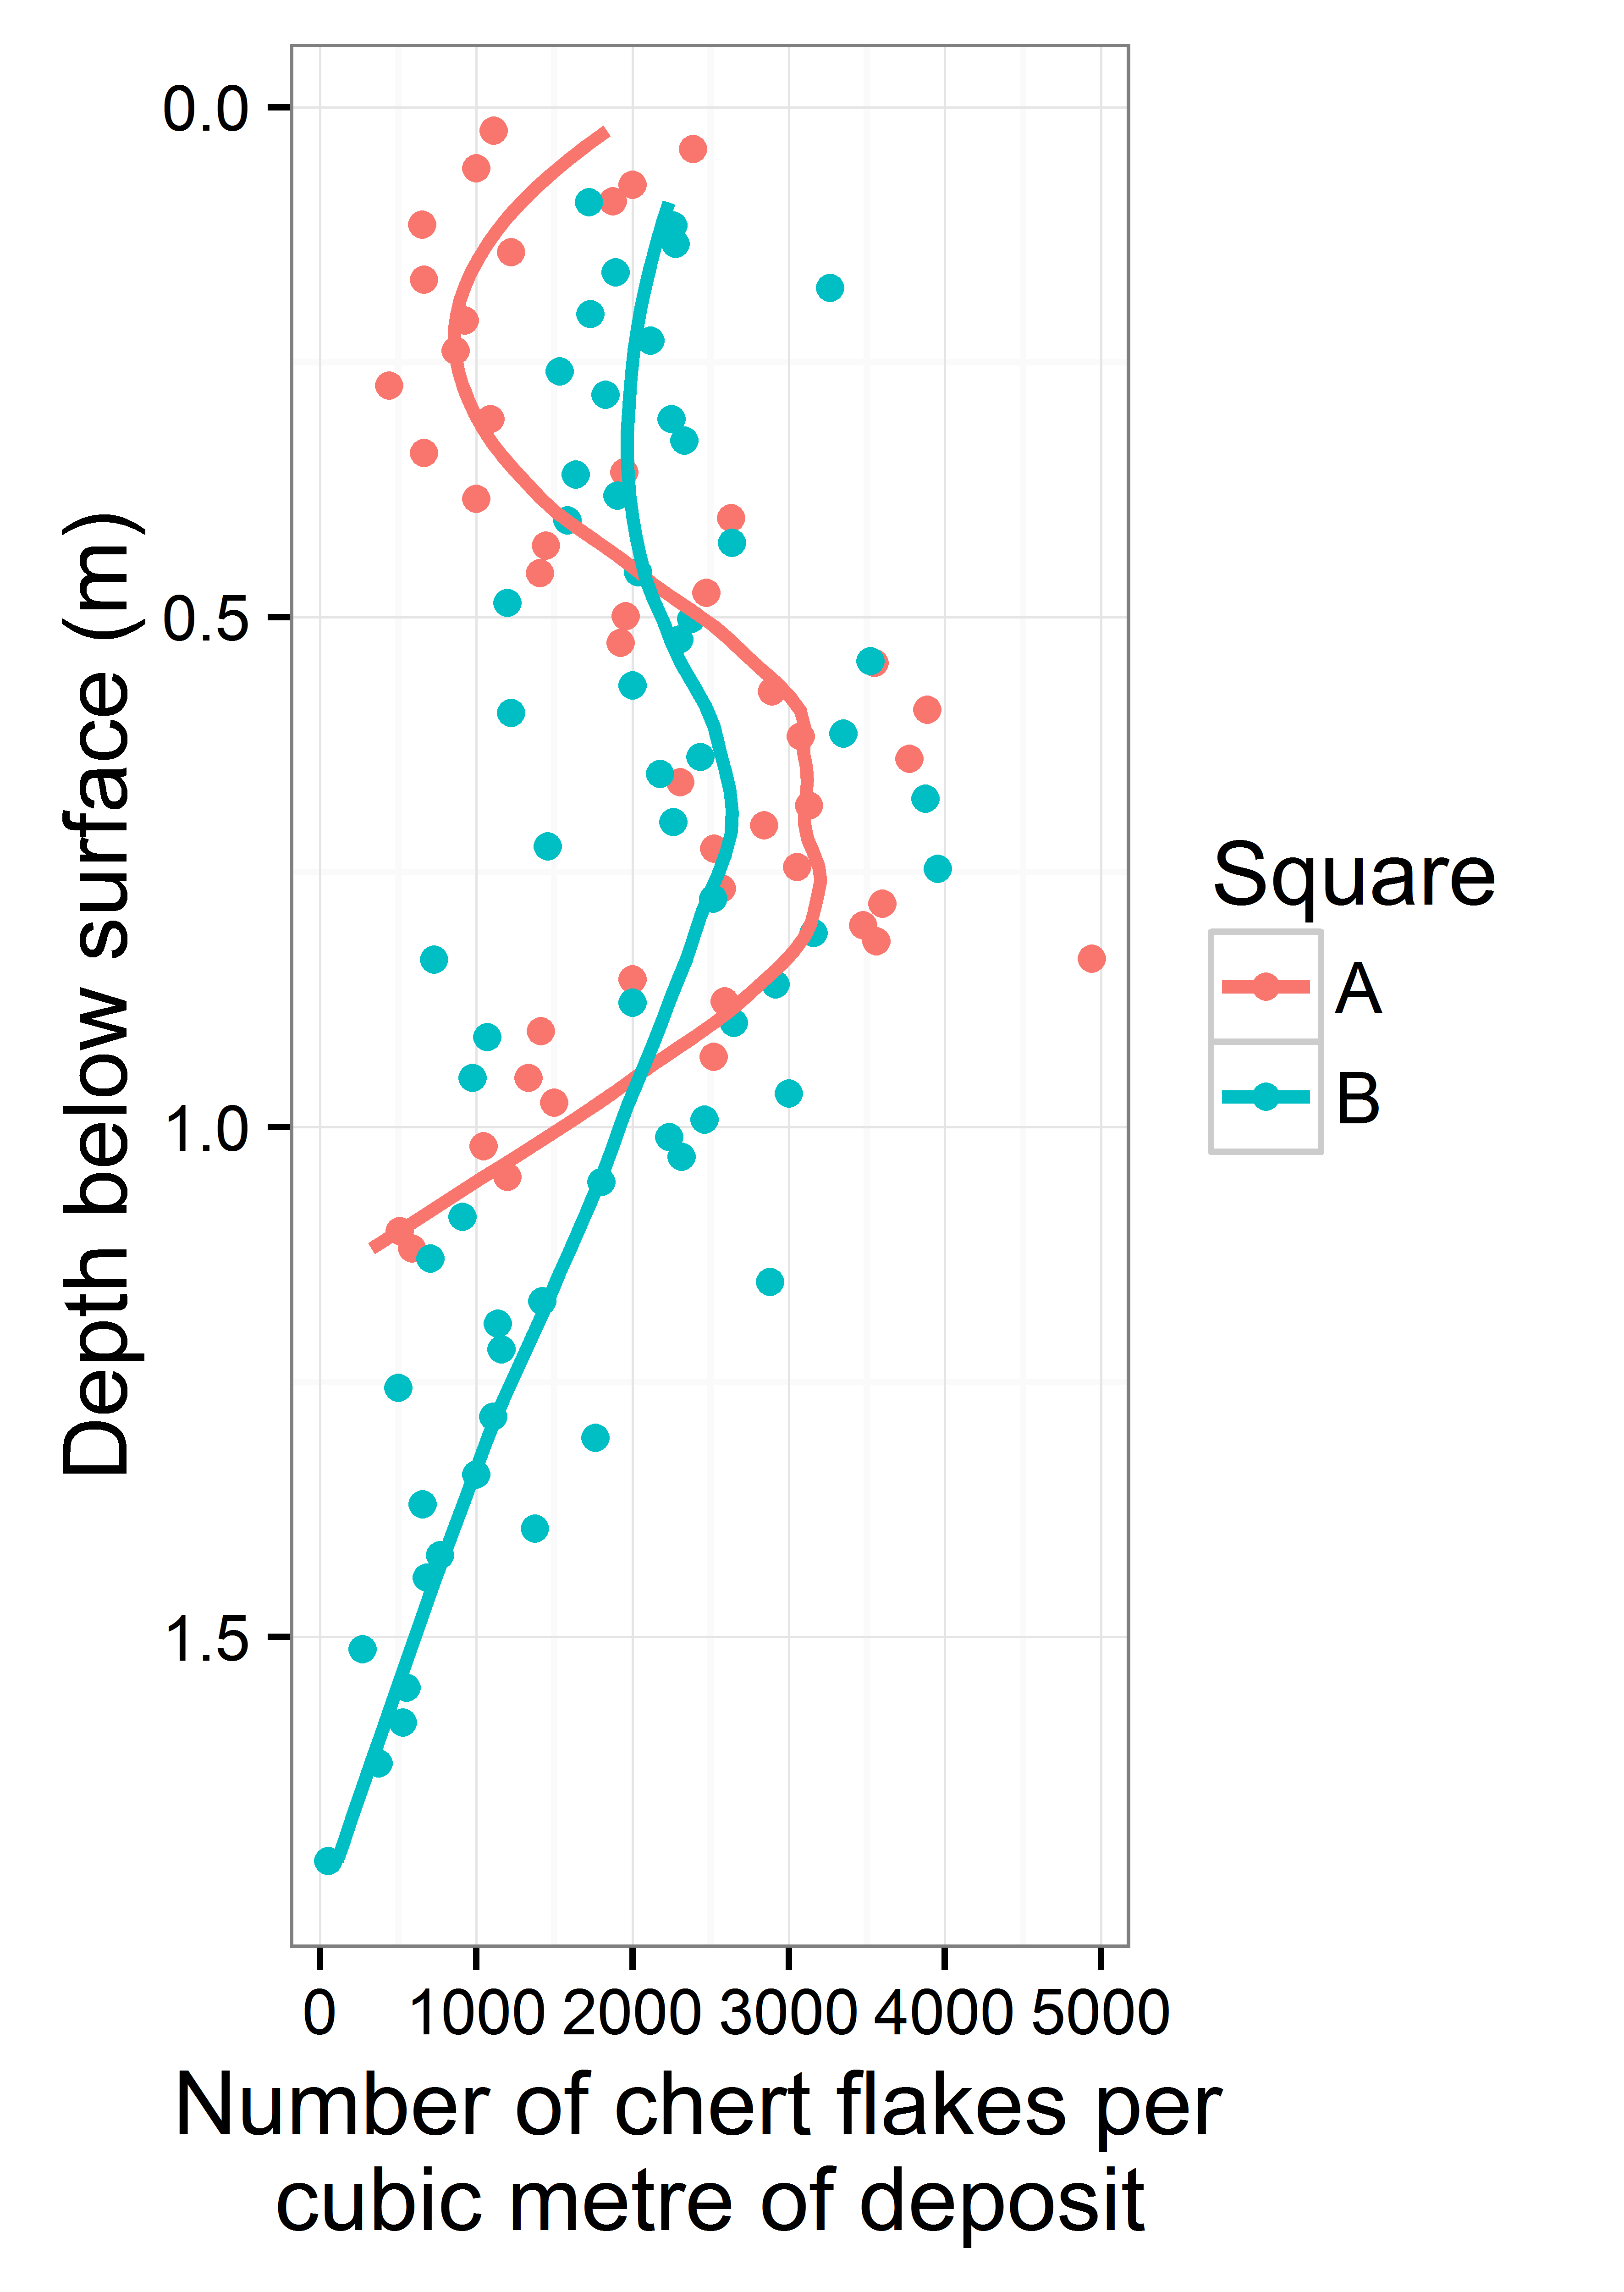 Depth below surface (m)
0.0
0.5
1.0
1.5
0 1000 2000 3000 4000 5000
Number of chert flakes per
cubic metre of deposit
Square
A
B